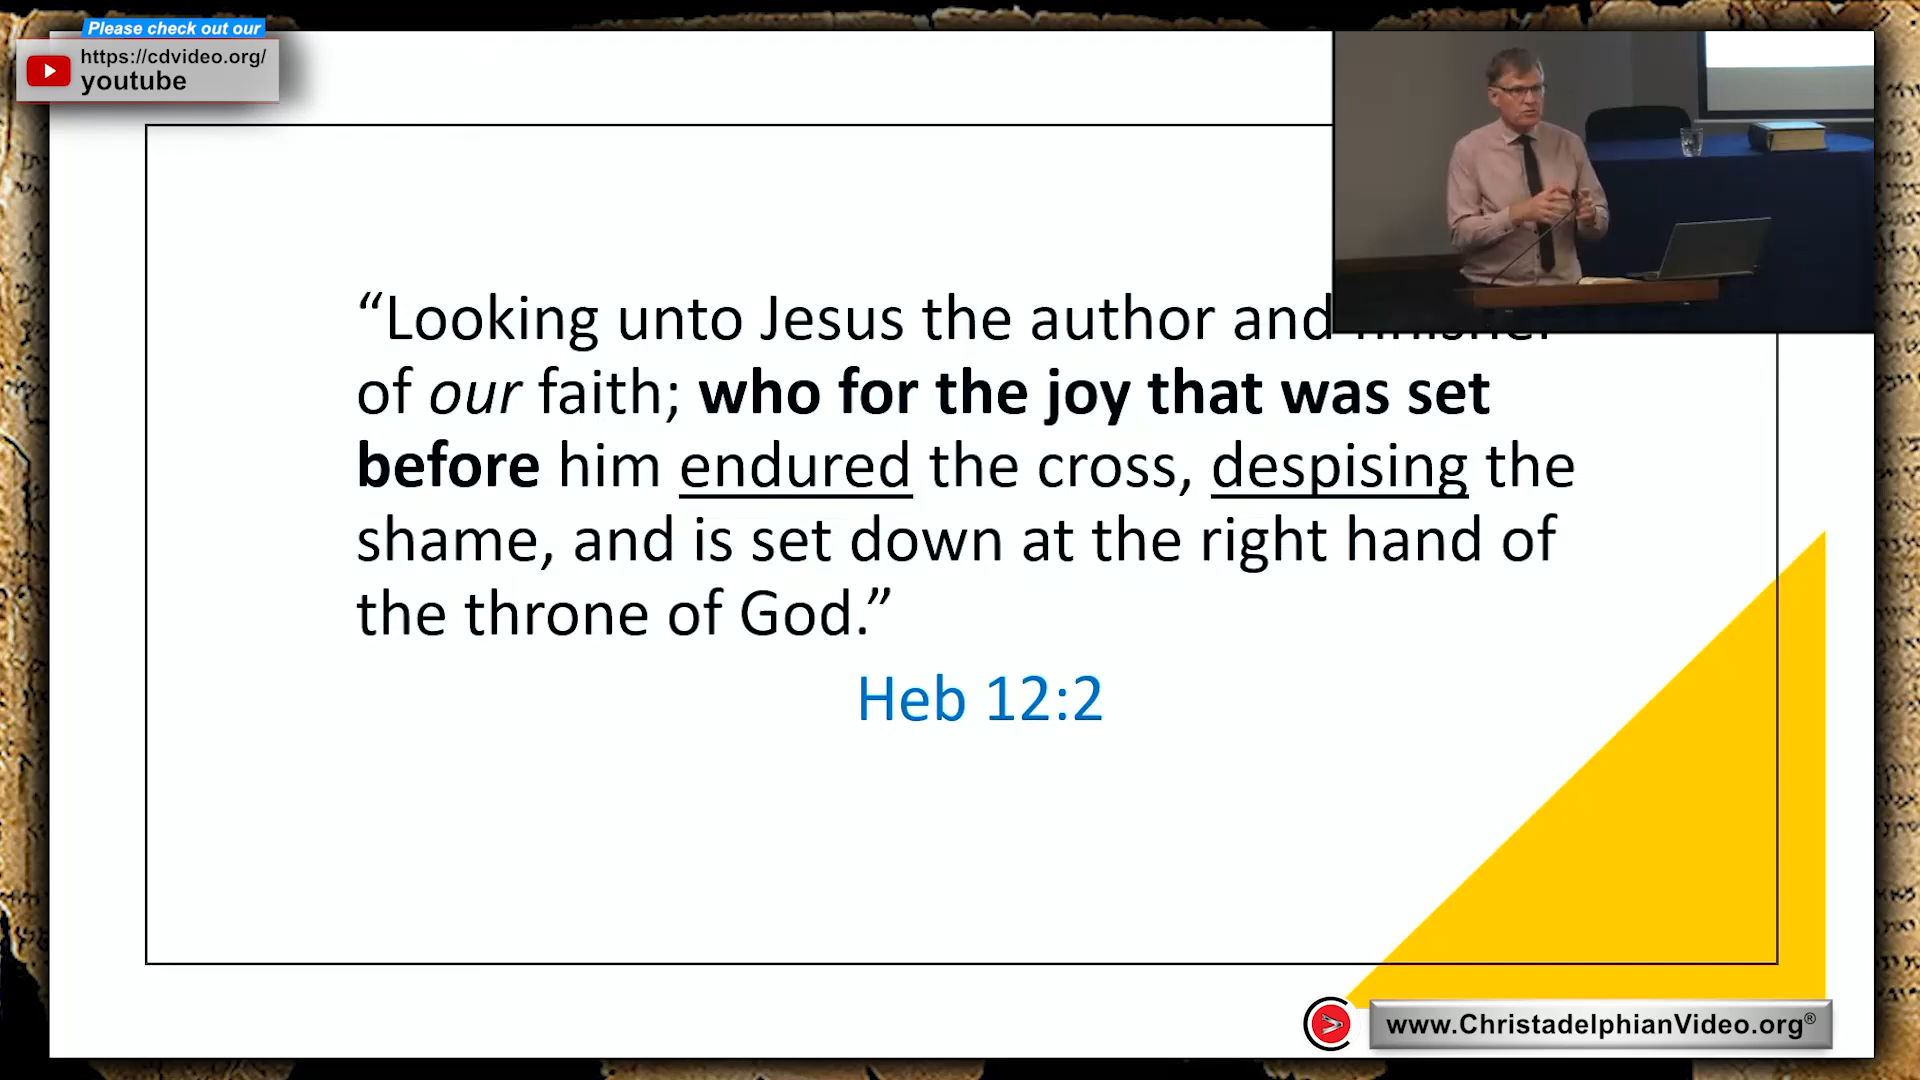 Please check out our
https://cdvideo.org/
youtube
“Looking unto Jesus the author and
of our faith; who for the joy that was set
before him endured the cross, despising the
shame, and is set down at the right hand of
the throne of God.”
Heb 12:2
www.ChristadelphianVideo.org®